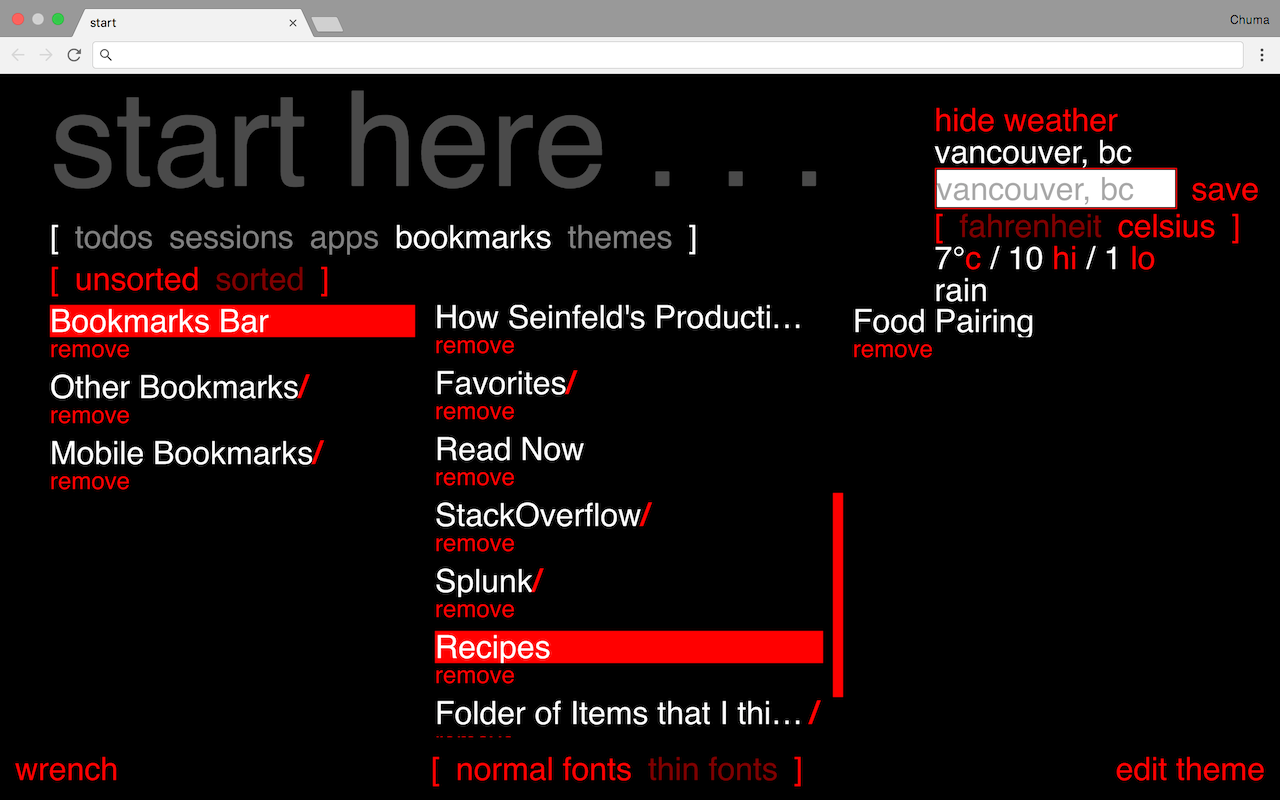 start
Chuma
start here . . .
hide weather
vancouver, bc
vancouver, bc save
[ fahrenheit celsius ]
7°c / 10 hi / 1 lo
rain
[ todos sessions apps bookmarks themes ]
[ unsorted sorted ]
Bookmarks Bar
remove
Other Bookmarks/
remove
Mobile Bookmarks/
remove
How Seinfeld's Producti...
remove
Favorites/
remove
Read Now
remove
StackOverflow/
remove
Splunk/
remove
Recipes
remove
Folder of Items that I thi... /
Food Pairing
remove
wrench
[ normal fonts thin fonts ]
edit theme